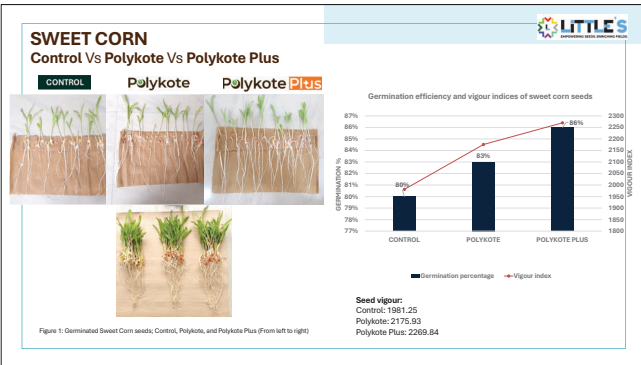 LITTLE'S
EMPOWERING SEEDS, ENRICHING FIELDS.
SWEET CORN
Control Vs Polykote Vs Polykote Plus
CONTROL
Polykote
Polykote Plus
Germination efficiency and vigour indices of sweet corn seeds
87%
86%
85%
84%
83%
82%
81%
80%
79%
78%
77%
GERMINATION %
80%
83%
86%
2300
2250
2200
2150
2100
2050
2000
1950
1900
1850
1800
VIGOUR INDEX
CONTROL
POLYKOTE
POLYKOTE PLUS
Germination percentage
Vigour index
Seed vigour:
Control: 1981.25
Polykote: 2175.93
Polykote Plus: 2269.84
Figure 1: Germinated Sweet Corn seeds; Control, Polykote, and Polykote Plus (From left to right)